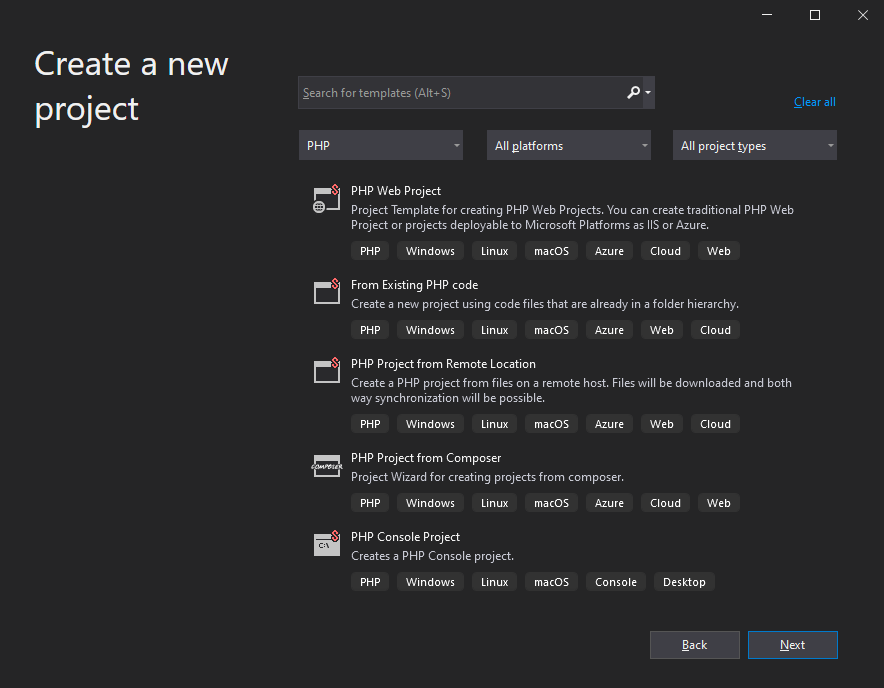 Create a new
project
Search for templates (Alt+S)
Clear all
PHP All platforms All project types
PHP Web Project
Project Template for creating PHP Web Projects. You can create traditional PHP Web
Project or projects deployable to Microsoft Platforms as IIS or Azure.
PHP Windows Linux macOS Azure Cloud Web
From Existing PHP code
Create a new project using code files that are already in a folder hierarchy.
PHP Windows Linux macOS Azure Web Cloud
PHP Project from Remote Location
Create a PHP project from files on a remote host. Files will be downloaded and both
way synchronization will be possible.
PHP Windows Linux macOS Azure Web Cloud
COMPOSER
PHP Project from Composer
Project Wizard for creating projects from composer.
PHP Windows Linux macOS Azure Cloud Web
C:\
PHP Console Project
Creates a PHP Console project.
PHP Windows Linux macOS Console Desktop
Back Next